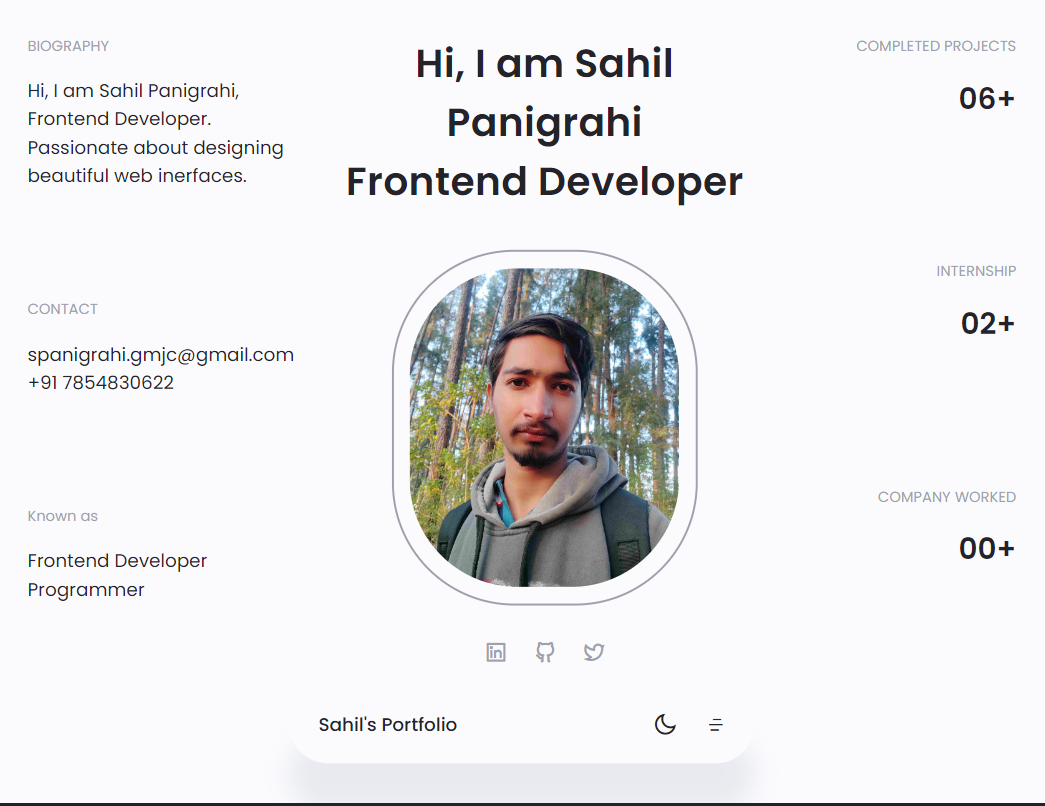 BIOGRAPHY
Hi, I am Sahil Panigrahi,
Frontend Developer.
Passionate about designing
beautiful web inerfaces.
CONTACT
spanigrahi.gmjc@gmail.com
+91 7854830622
Known as
Frontend Developer
Programmer
Hi, I am Sahil
Panigrahi
Frontend Developer
COMPLETED PROJECTS
06+
INTERNSHIP
02+
COMPANY WORKED
00+
Sahil's Portfolio